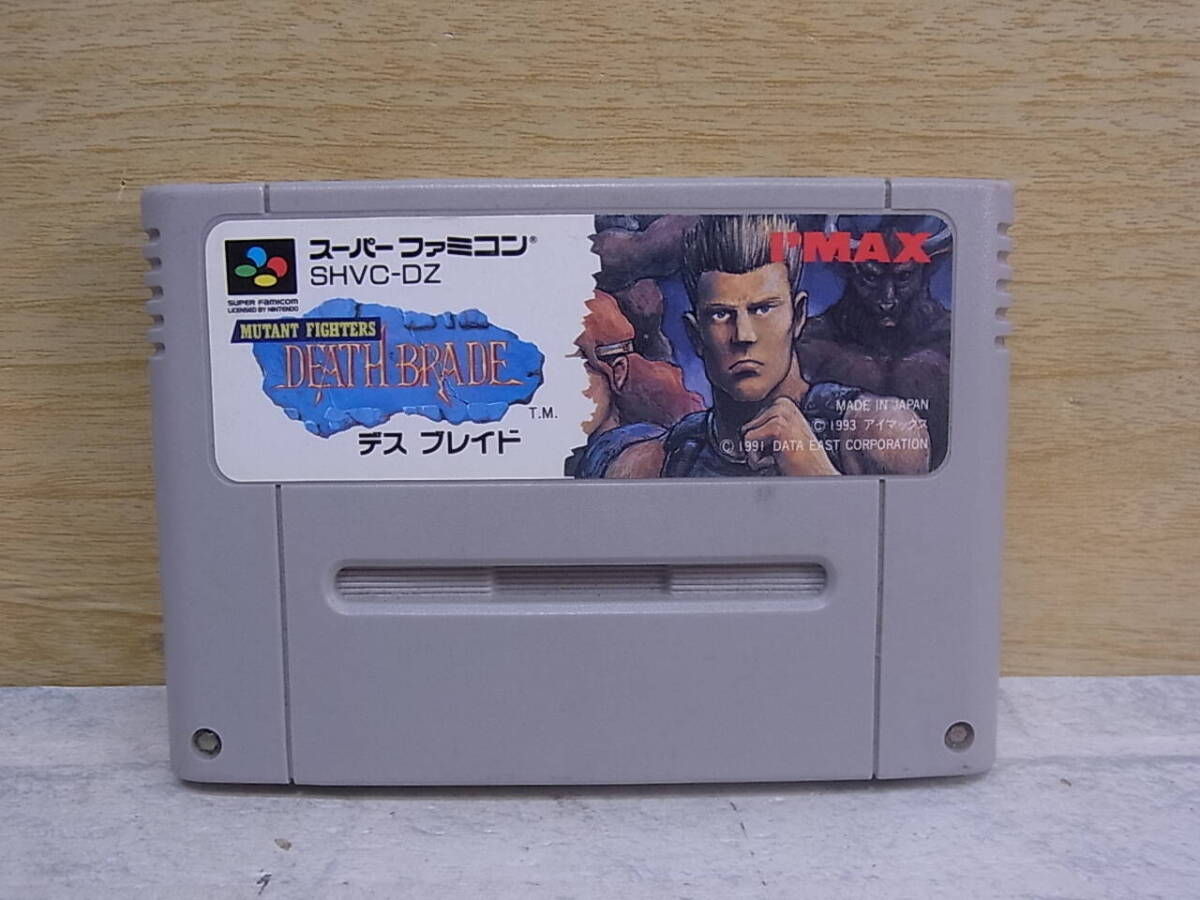 スーパーファミコン®
SHVC-DZ
SUPER FAMICOM
LICENSED BY NINTENDO
MUTANT FIGHTERS
DEATH BRADE
T.M.
デス ブレイド
I'MAX
MADE IN JAPAN
© 1993 アイマックス
© 1991 DATA EAST CORPORATION